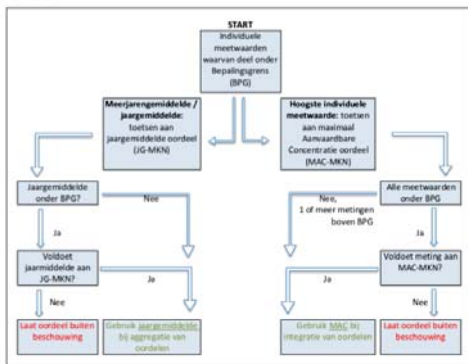 START
Individuele
meetwaarden
waarvan deel onder
Bepalingsgrens
(BPG)
Meerjarengemiddelde /
jaargemiddelde:
toetsen aan
jaargemiddelde oordeel
(JG-MKN)
Hoogste individuele
meetwaarde: toetsen
aan maximaal
Aanvaardbare
Concentratie oordeel
(MAC-MKN)
Jaargemiddelde
onder BPG?
Nee
Nee,
1 of meer metingen
boven BPG
Alle meetwaarden
onder BPG
Ja
Ja
Voldoet
jaarmiddelde aan
JG-MKN?
Ja
Ja
Voldoet meting aan
MAC-MKN?
Nee
Nee
Laat oordeel buiten
beschouwing
Gebruik jaargemiddelde
bij aggregatie van
oordelen
Gebruik MAC bij
integratie van oordelen
Laat oordeel buiten
beschouwing